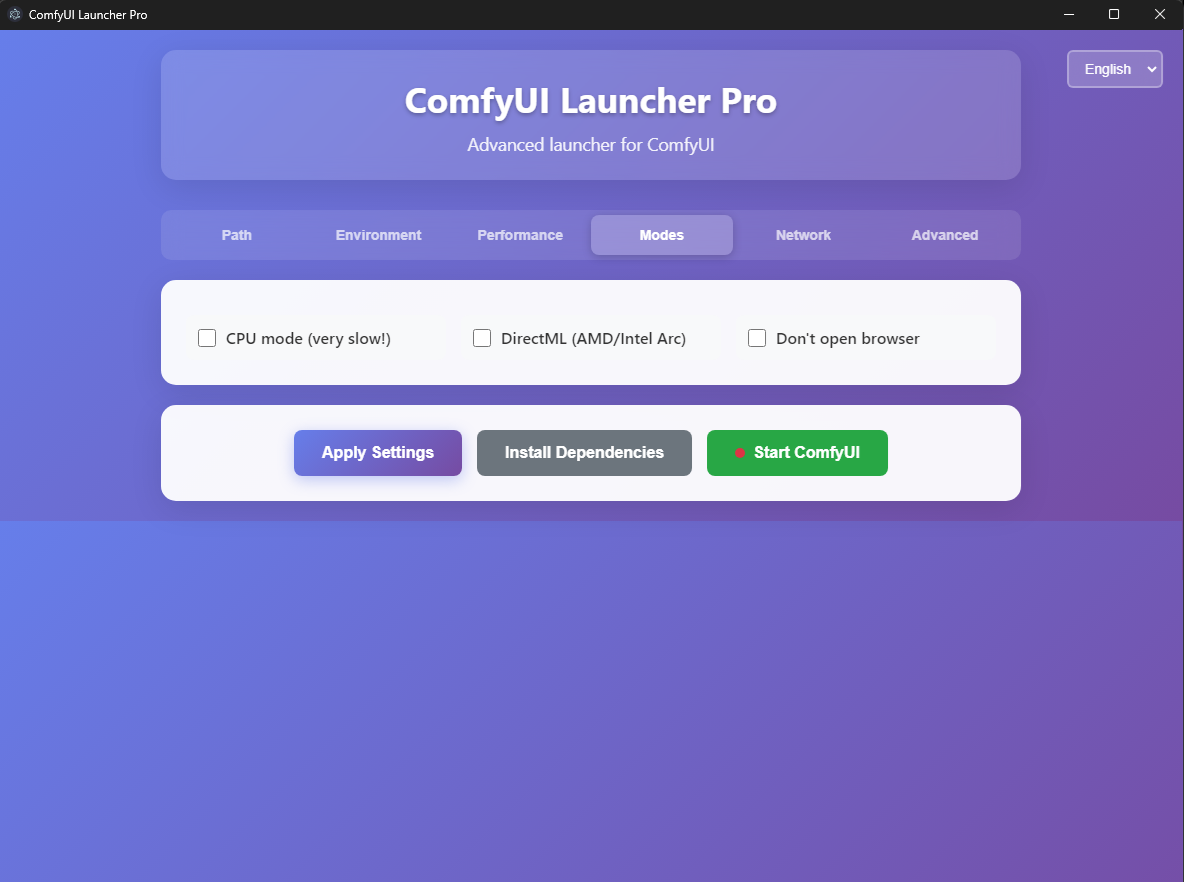 ComfyUI Launcher Pro
English
ComfyUI Launcher Pro
Advanced launcher for ComfyUI
Path Environment Performance Modes Network Advanced
CPU mode (very slow!) DirectML (AMD/Intel Arc) Don't open browser
Apply Settings Install Dependencies Start ComfyUI